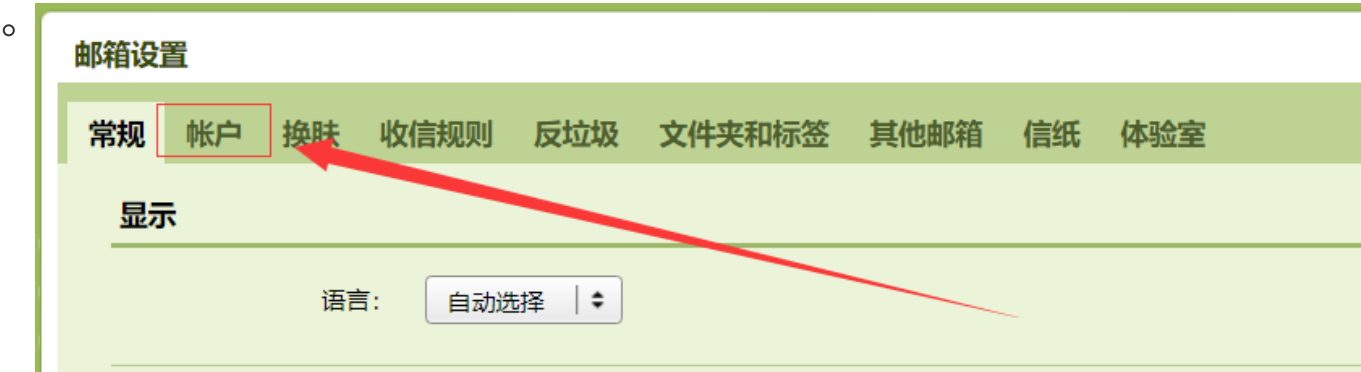 。
邮箱设置
常规 帐户 换肤 收信规则 反垃圾 文件夹和标签 其他邮箱 信纸 体验室
显示
语言: 自动选择